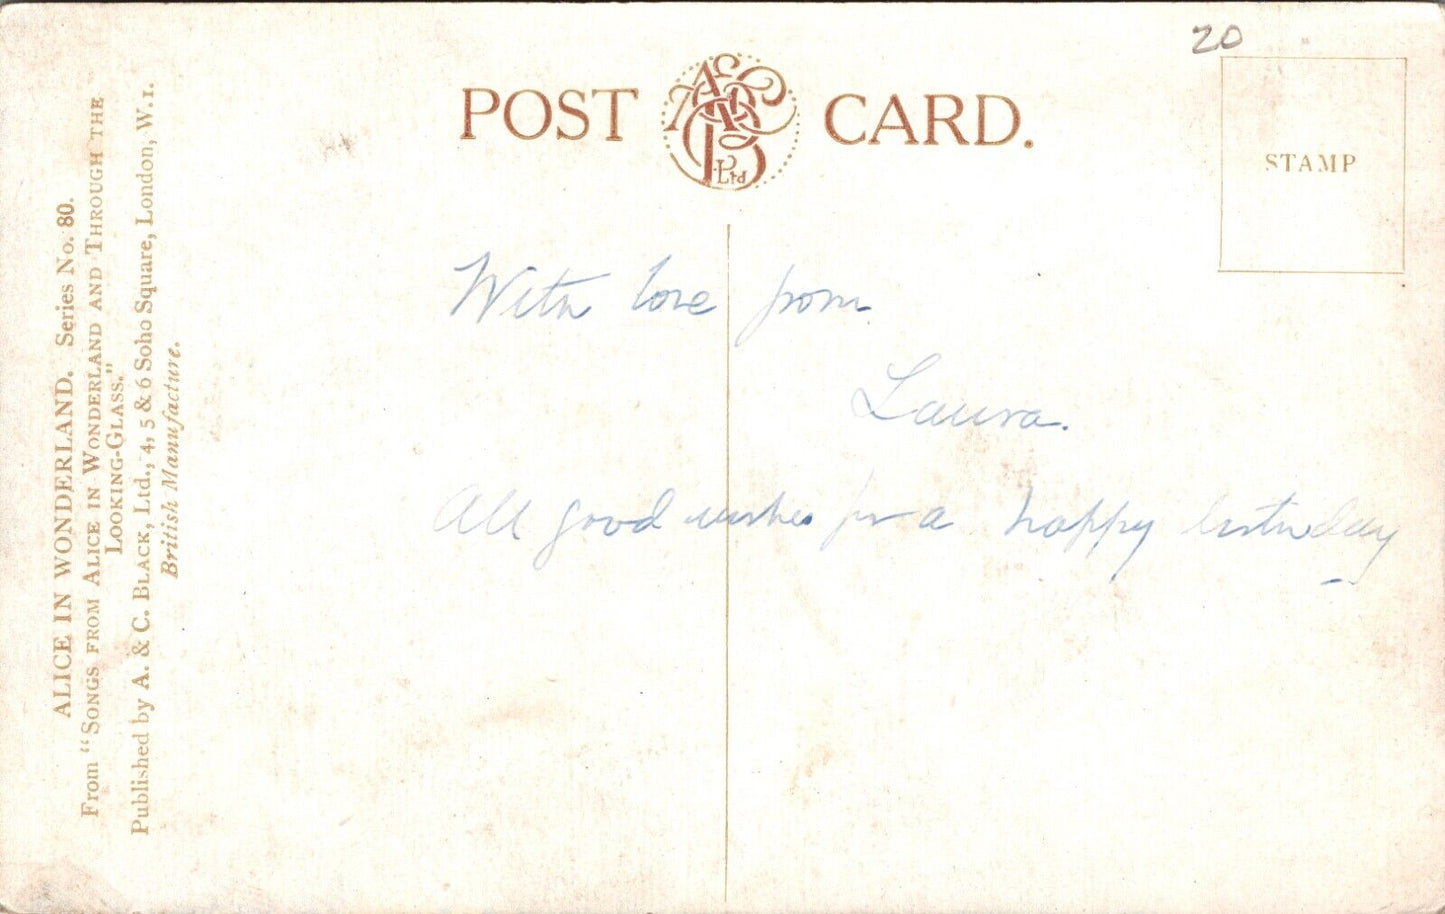 20
POST CARD.
A&CB Ltd
STAMP
With love from
Laura.
All good wishes for a happy birthday
ALICE IN WONDERLAND. Series No. 80.
From "SONGS FROM ALICE IN WONDERLAND AND THROUGH THE
LOOKING-GLASS."
Published by A. & C. BLACK, Ltd., 4, 5 & 6 Soho Square, London, W.1.
British Manufacture.